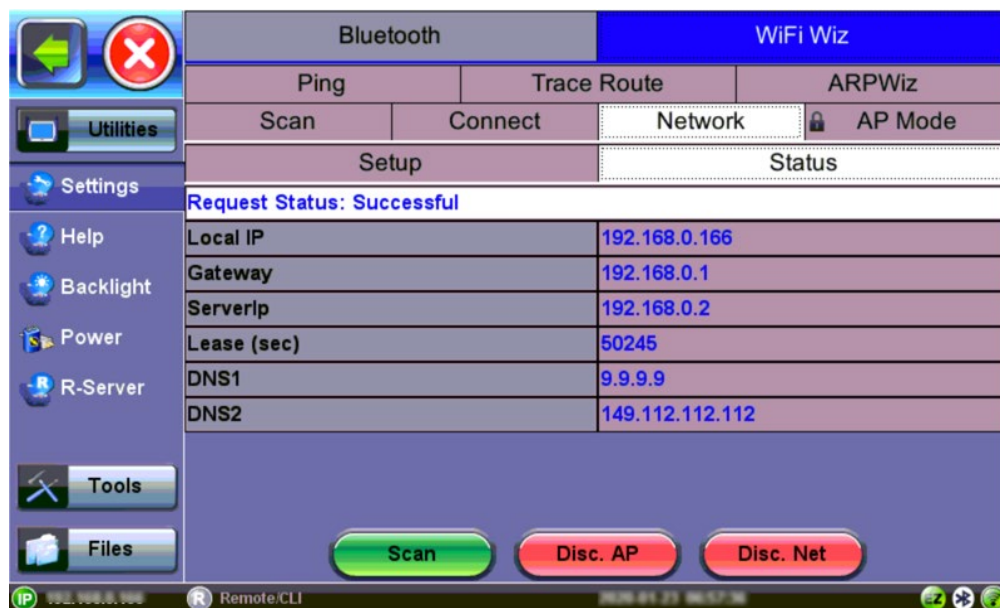 Bluetooth WiFi Wiz
Ping Trace Route ARPWiz
Utilities Scan Connect Network AP Mode
Setup Status
Settings
Request Status: Successful
Help
Local IP 192.168.0.166
Gateway 192.168.0.1
Backlight
ServerIp 192.168.0.2
Power
Lease (sec) 50245
R-Server
DNS1 9.9.9.9
DNS2 149.112.112.112
Tools
Files
Scan Disc. AP Disc. Net
IP R Remote/CLI EZ